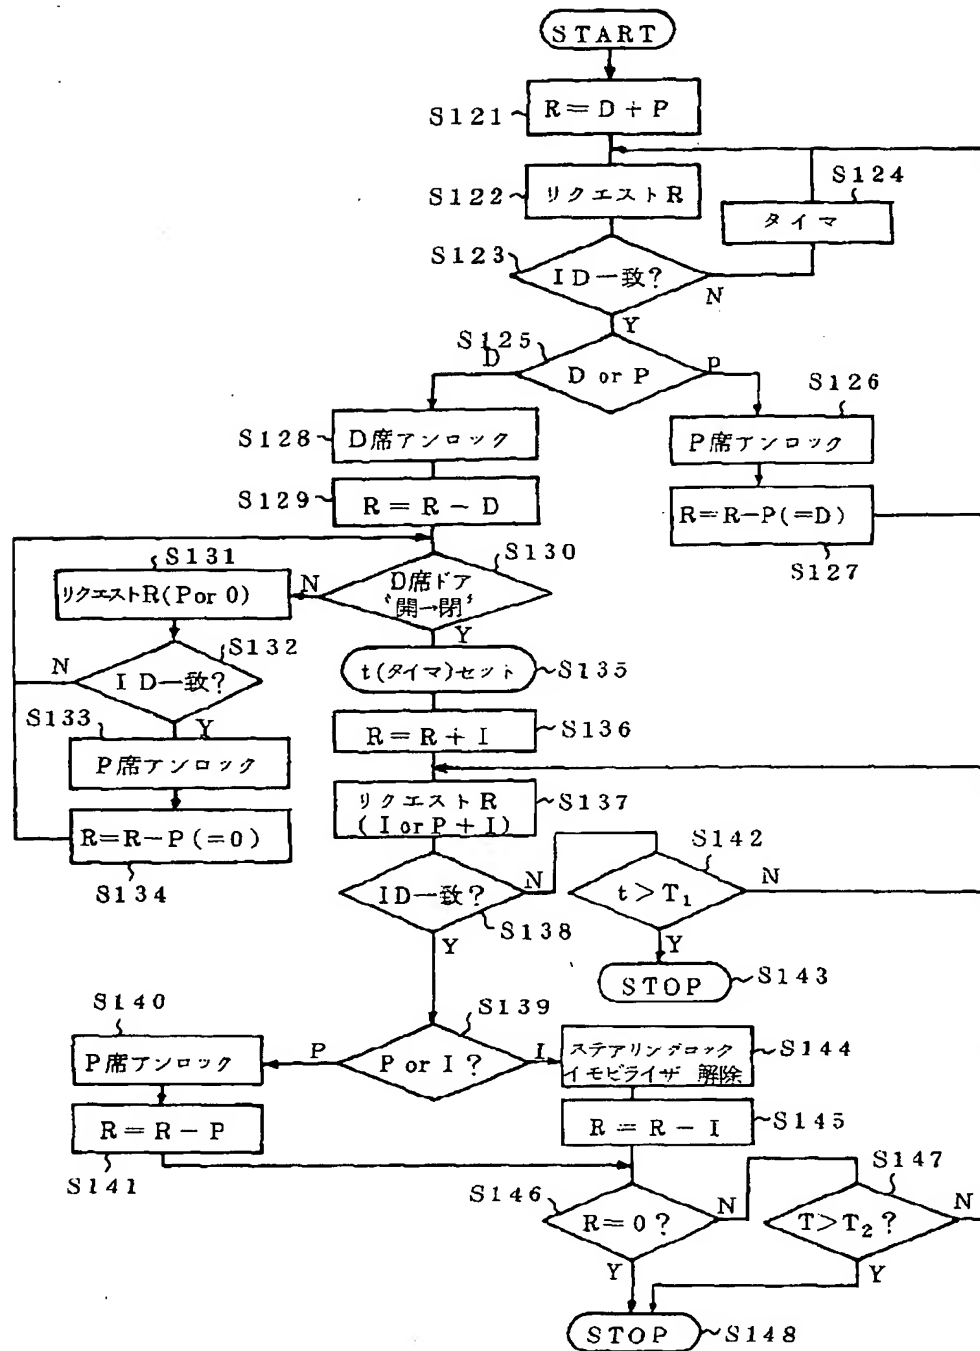 START
S121
R=D+P
S124
S122
リクエストR
タイマ
S123
ID一致?
N
Y
S125
D
D or P
P
S126
S128
D席アンロック
P席アンロック
S129
R=R-D
R=R-P(=D)
S127
S131
S130
リクエストR(P or 0)
N
D席ドア
"開→閉"
Y
S132
N
ID一致?
t(タイマ)セット
S135
S133
Y
P席アンロック
R=R+I
S136
R=R-P(=0)
リクエストR
(I or P+I)
S137
S134
S142
ID一致?
N
t>T₁
N
S138
Y
Y
STOP
S143
S140
S139
P席アンロック
P
P or I?
I
ステアリングロック
イモビライザ 解除
S144
R=R-P
R=R-I
S145
S141
S147
S146
R=0?
N
T>T₂?
N
Y
Y
STOP
S148